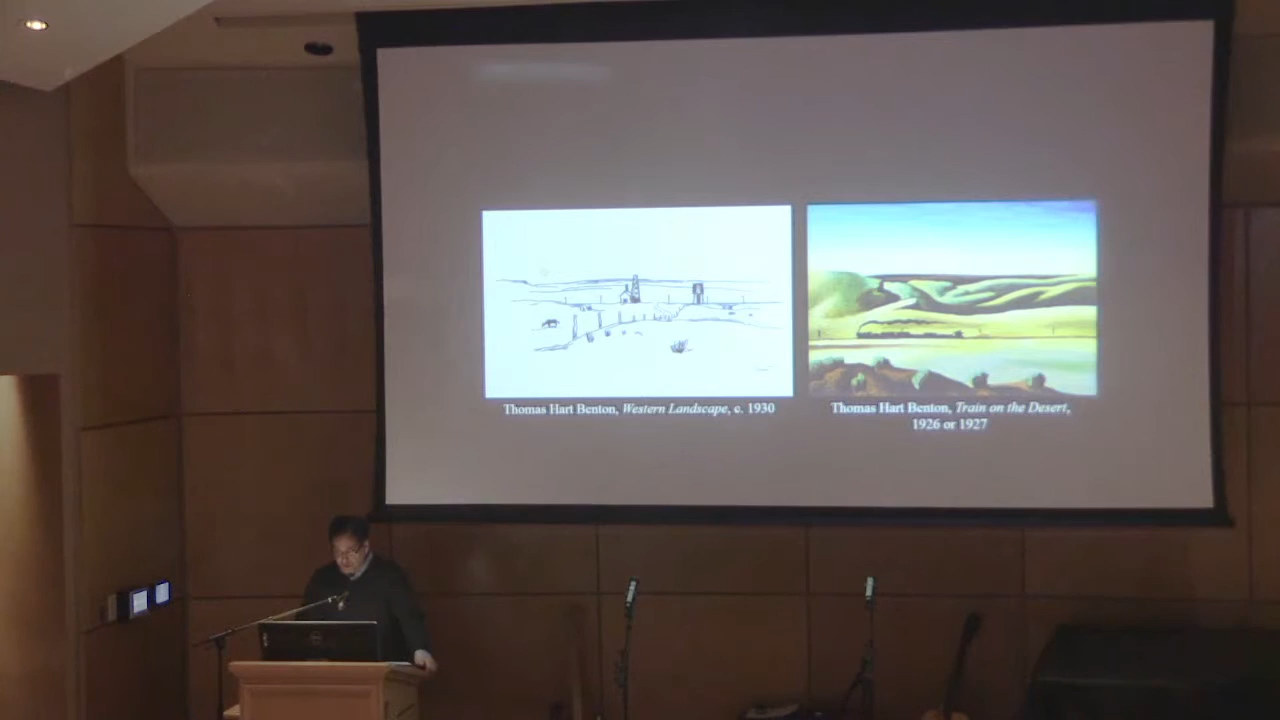 Thomas Hart Benton, Western Landscape, c. 1930
Thomas Hart Benton, Train on the Desert,
1926 or 1927